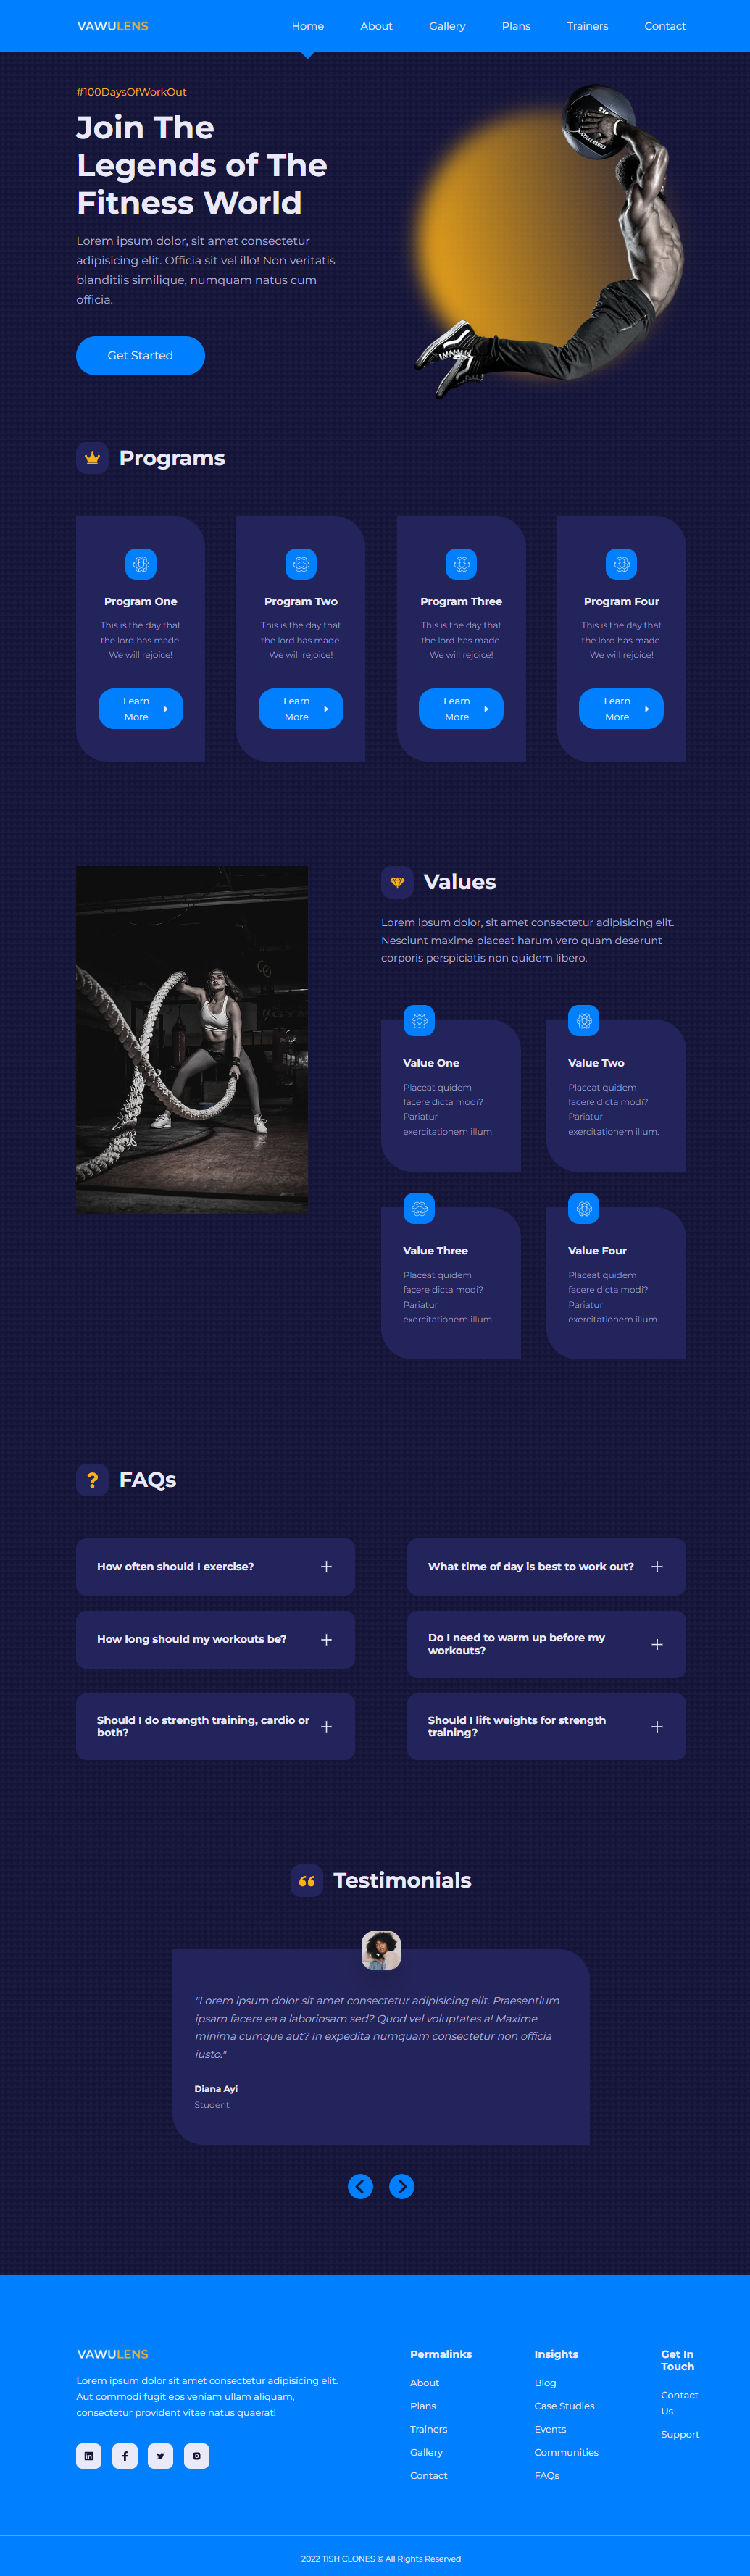 VAWULENS
Home About Gallery Plans Trainers Contact
#100DaysOfWorkOut
Join The
Legends of The
Fitness World
Lorem ipsum dolor, sit amet consectetur
adipisicing elit. Officia sit vel illo! Non veritatis
blanditiis similique, numquam natus cum
officia.
Get Started
Programs
Program One
This is the day that
the lord has made.
We will rejoice!
Learn
More
Program Two
This is the day that
the lord has made.
We will rejoice!
Learn
More
Program Three
This is the day that
the lord has made.
We will rejoice!
Learn
More
Program Four
This is the day that
the lord has made.
We will rejoice!
Learn
More
Values
Lorem ipsum dolor, sit amet consectetur adipisicing elit.
Nesciunt maxime placeat harum vero quam deserunt
corporis perspiciatis non quidem libero.
Value One
Placeat quidem
facere dicta modi?
Pariatur
exercitationem illum.
Value Two
Placeat quidem
facere dicta modi?
Pariatur
exercitationem illum.
Value Three
Placeat quidem
facere dicta modi?
Pariatur
exercitationem illum.
Value Four
Placeat quidem
facere dicta modi?
Pariatur
exercitationem illum.
FAQs
How often should I exercise?
What time of day is best to work out?
How long should my workouts be?
Do I need to warm up before my
workouts?
Should I do strength training, cardio or
both?
Should I lift weights for strength
training?
Testimonials
"Lorem ipsum dolor sit amet consectetur adipisicing elit. Praesentium
ipsam facere ea a laboriosam sed? Quod vel voluptates a! Maxime
minima cumque aut? In expedita numquam consectetur non officia
iusto."
Diana Ayi
Student
VAWULENS
Lorem ipsum dolor sit amet consectetur adipisicing elit.
Aut commodi fugit eos veniam ullam aliquam,
consectetur provident vitae natus quaerat!
Permalinks
About
Plans
Trainers
Gallery
Contact
Insights
Blog
Case Studies
Events
Communities
FAQs
Get In
Touch
Contact
Us
Support
2022 TISH CLONES © All Rights Reserved